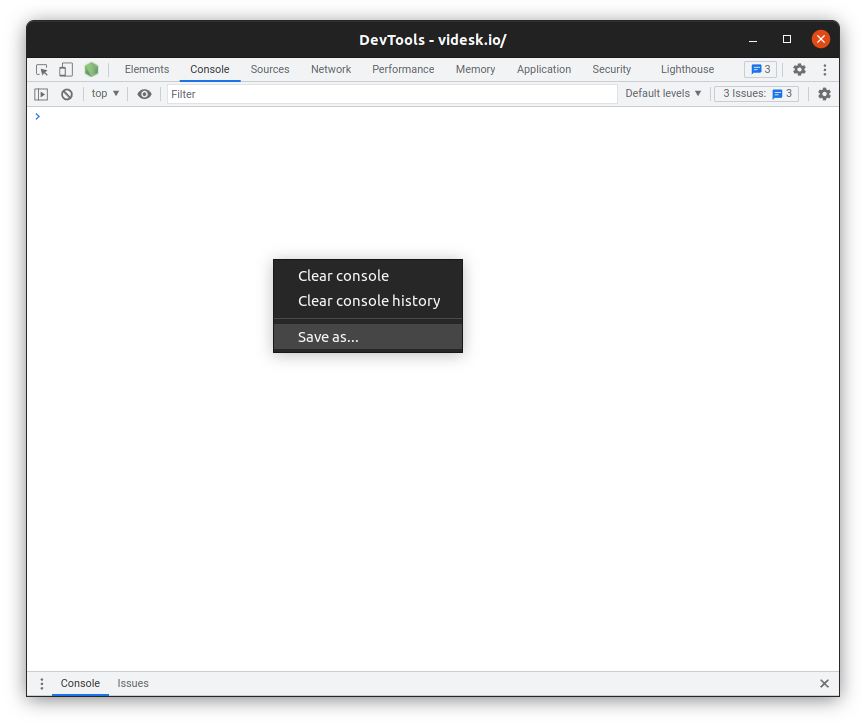 DevTools - videsk.io/
Elements Console Sources Network Performance Memory Application Security Lighthouse 3
top Filter Default levels 3 Issues: 3
Clear console
Clear console history
Save as...
Console Issues